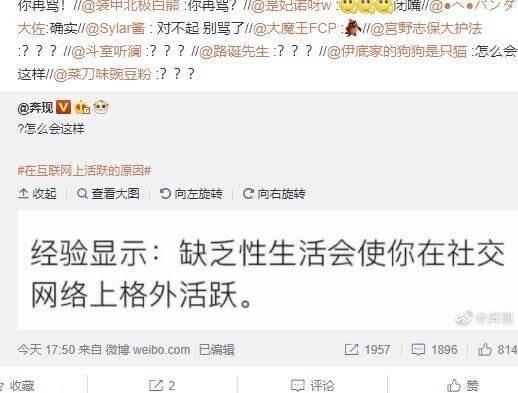 你再骂！//@装甲北极白熊 :你再骂？//@是妃诺呀w :闭嘴//@●へ●パンダ
大佐:确实//@Sylar酱 : 对不起 别骂了//@大魔王FCP ://@宮野志保大护法
:？？？//@斗室听澜 :？？？//@路诞先生 :？？？//@伊底家的狗狗是只猫 :怎么会
这样//@菜刀味豌豆粉 :？？？
@奔现
?怎么会这样
#在互联网上活跃的原因#
收起 查看大图 向左旋转 向右旋转
经验显示：缺乏性生活会使你在社交
网络上格外活跃。
@奔现
今天 17:50 来自 微博 weibo.com 已编辑 1957 1896 814
收藏 2 评论 赞